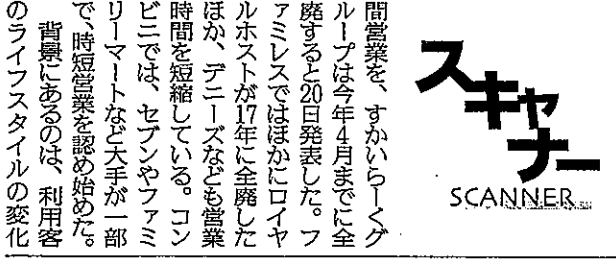 スキャナー
SCANNER
間営業を、すかいらーくグ
ループは今年4月までに全
廃すると20日発表した。フ
ァミレスではほかにロイヤ
ルホストが17年に全廃した
ほか、デニーズなども営業
時間を短縮している。コン
ビニでは、セブンやファミ
リーマートなど大手が一部
で、時短営業を認め始めた。
背景にあるのは、利用客
のライフスタイルの変化